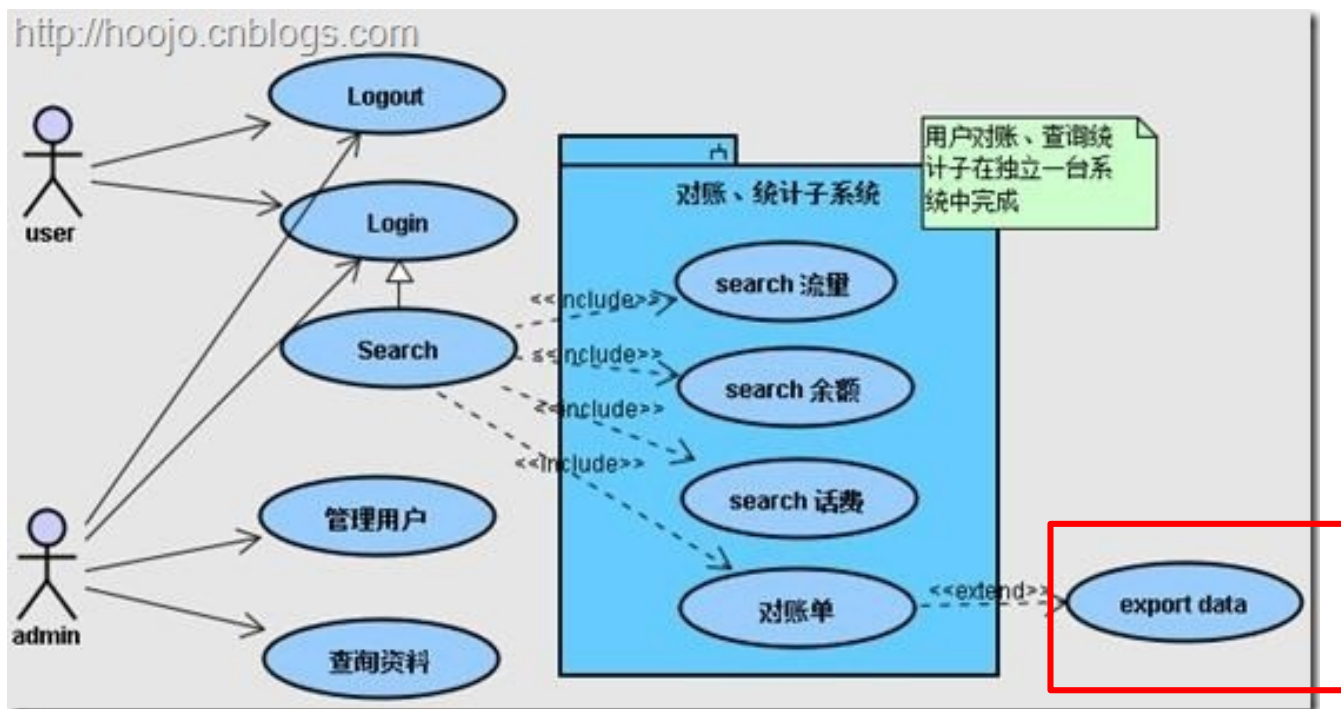 http://hoojo.cnblogs.com
Logout
user
Login
用户对账、查询统
计子在独立一台系
统中完成
对账、统计子系统
search 流量
<<include>>
Search
<<include>>
search 余额
<<include>>
<<include>>
search 话费
管理用户
admin
对账单
<<extend>>
export data
查询资料